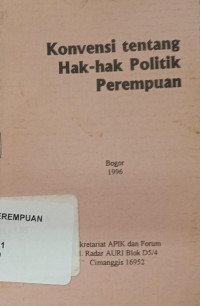 Konvensi tentang
Hak-hak Politik
Perempuan
Bogor
1996
EREMPUAN
1
kretariat APIK dan Forum
. Radar AURI Blok D5/4
Cimanggis 16952